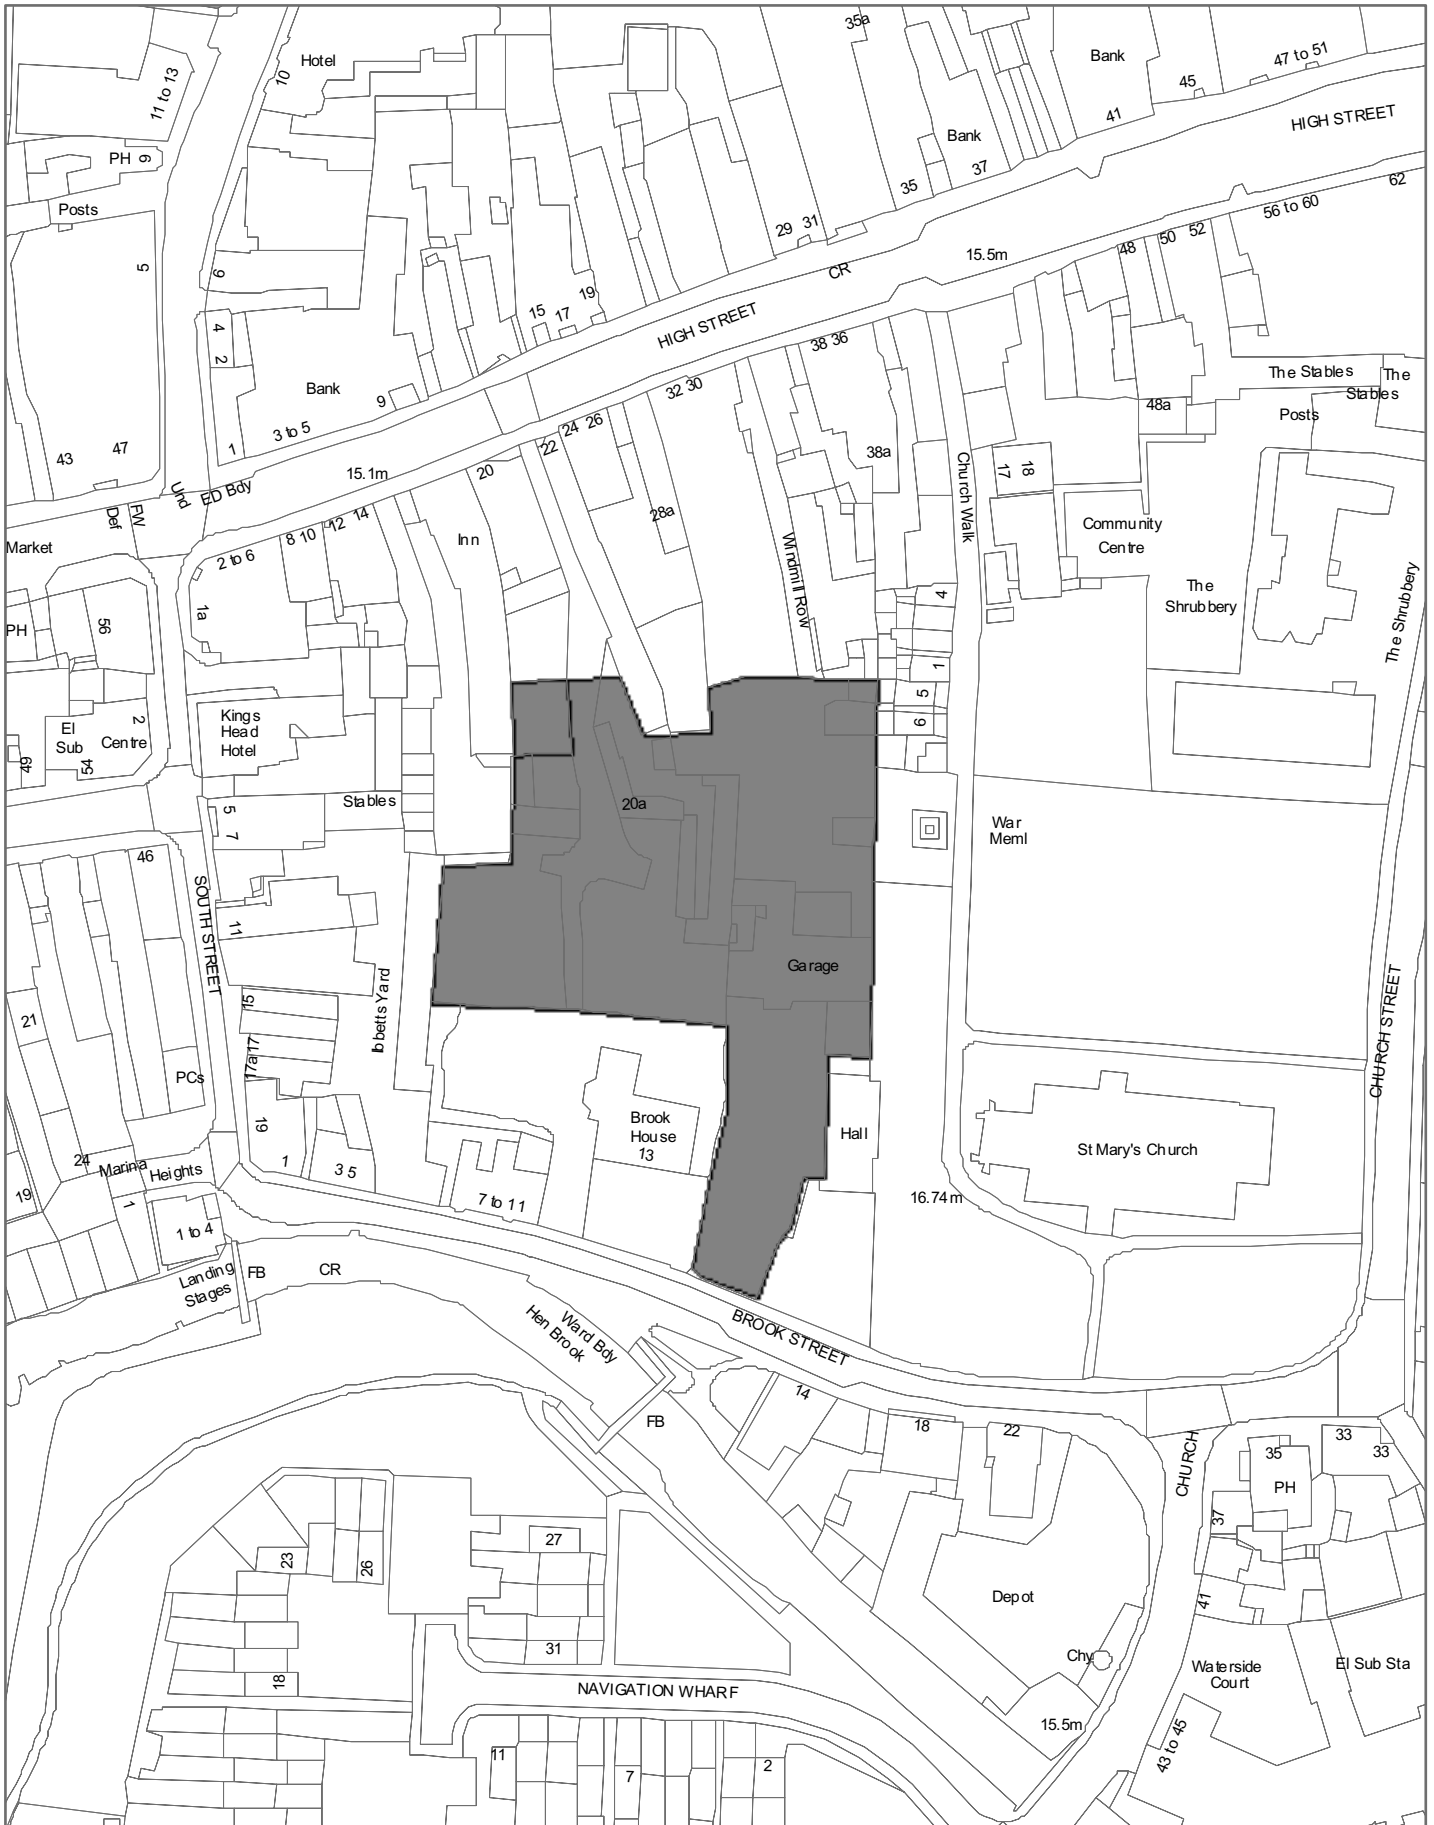 35a
Hotel
10
11 to 13
Bank
47 to 51
45
41
HIGH STREET
PH
9
Bank
37
35
Posts
62
56 to 60
29
31
52
50
48
5
6
15.5m
CR
19
17
15
HIGH STREET
4
2
38 36
The Stables
The
Stables
Bank
9
32 30
48a
Posts
3 to 5
1
24 26
22
38a
43
47
15.1m
20
Church Walk
17
18
Und
ED Bdy
FW
Def
28a
12 14
8 10
Community
Centre
Inn
Market
2 to 6
Windmill Row
The
Shrubbery
4
The Shrubbery
1a
PH
56
1
5
6
2
Kings
Head
Hotel
El
Sub
Centre
49
54
20a
Stables
5
7
War
Meml
46
SOUTH STREET
11
Garage
Ibbetts Yard
15
21
CHURCH STREET
17a
17
PCs
19
Brook
House
13
Hall
St Mary's Church
24
Marina
Heights
1
3 5
19
1
7 to 11
16.74m
1 to 4
Landing
Stages
FB
CR
Ward Bdy
Hen Brook
BROOK STREET
14
FB
18
22
33
33
35
CHURCH
PH
37
27
23
26
41
Depot
31
18
Chy
Waterside
Court
El Sub Sta
NAVIGATION WHARF
15.5m
43 to 45
11
7
2